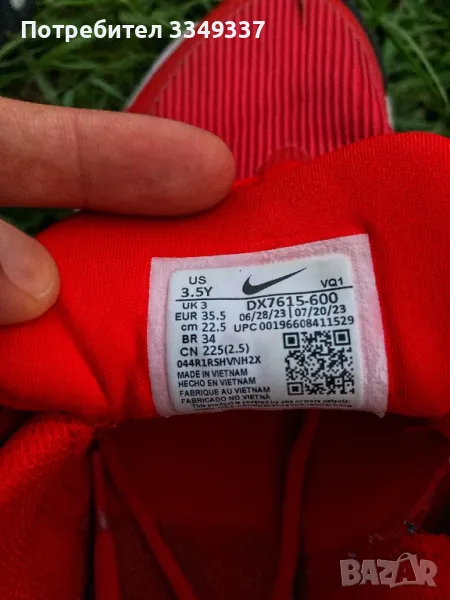 Потребител 3349337
US
3.5Y
VQ1
UK 3
DX7615-600
EUR 35.5
06/28/23 07/20/23
cm 22.5
UPC 00196608411529
BR 34
CN 225(2.5)
044R1RSHVNH2X
MADE IN VIETNAM
HECHO EN VIETNAM
FABRIQUE AU VIETNAM
FABRICADO NO VIETNAM
BAZAR